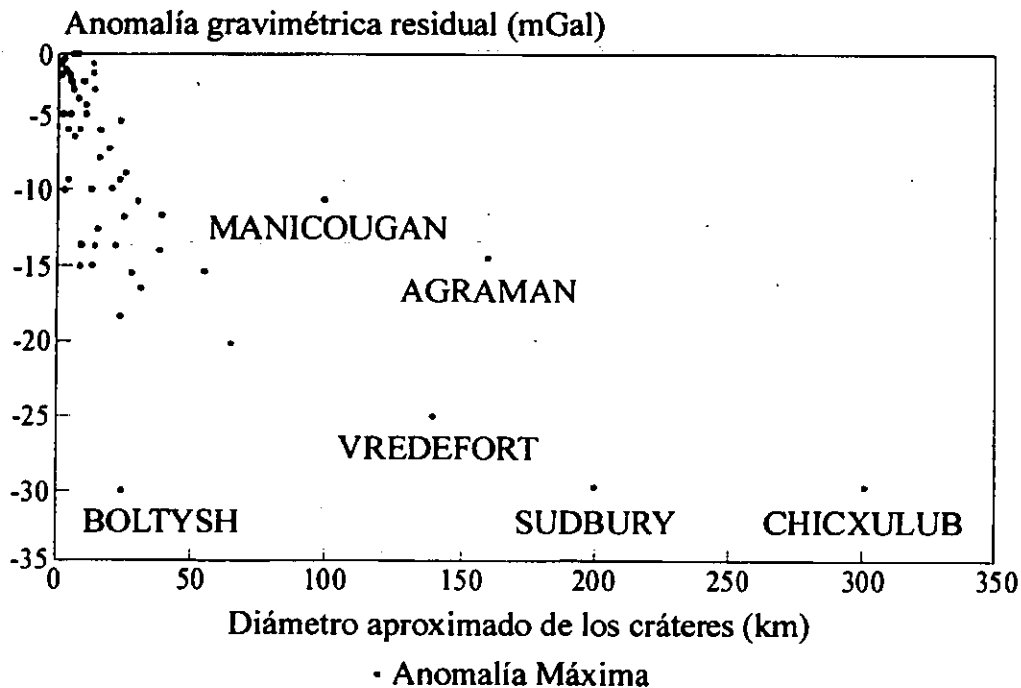 Anomalía gravimétrica residual (mGal)
0
-5
-10
-15
-20
-25
-30
-35
MANICOUGAN
AGRAMAN
VREDEFORT
BOLTYSH
SUDBURY
CHICXULUB
0 50 100 150 200 250 300 350
Diámetro aproximado de los cráteres (km)
· Anomalía Máxima